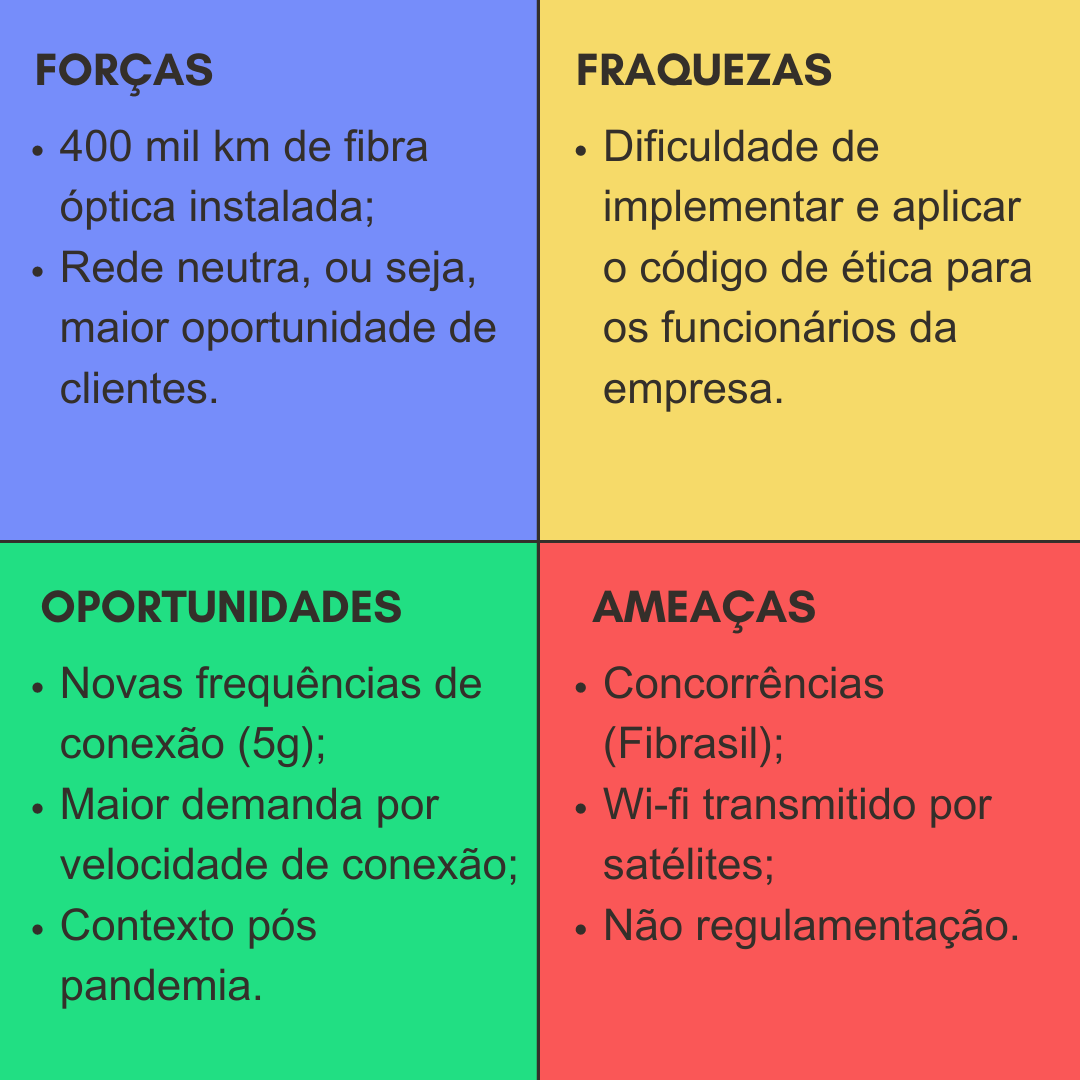 FORÇAS
• 400 mil km de fibra
óptica instalada;
• Rede neutra, ou seja,
maior oportunidade de
clientes.
FRAQUEZAS
• Dificuldade de
implementar e aplicar
o código de ética para
os funcionários da
empresa.
OPORTUNIDADES
• Novas frequências de
conexão (5g);
• Maior demanda por
velocidade de conexão;
• Contexto pós
pandemia.
AMEAÇAS
• Concorrências
(Fibrasil);
• Wi-fi transmitido por
satélites;
• Não regulamentação.